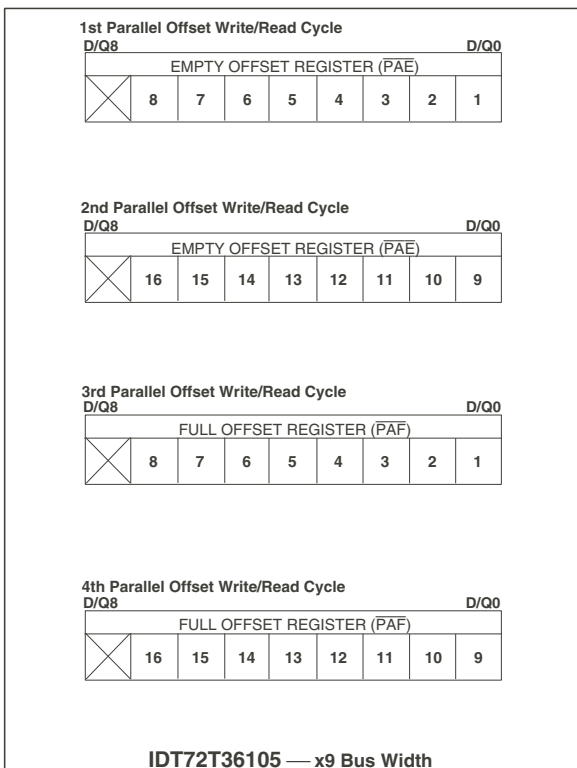 1st Parallel Offset Write/Read Cycle
D/Q8 D/Q0
EMPTY OFFSET REGISTER (P̅A̅E̅)
8 7 6 5 4 3 2 1
2nd Parallel Offset Write/Read Cycle
D/Q8 D/Q0
EMPTY OFFSET REGISTER (P̅A̅E̅)
16 15 14 13 12 11 10 9
3rd Parallel Offset Write/Read Cycle
D/Q8 D/Q0
FULL OFFSET REGISTER (P̅A̅F̅)
8 7 6 5 4 3 2 1
4th Parallel Offset Write/Read Cycle
D/Q8 D/Q0
FULL OFFSET REGISTER (P̅A̅F̅)
16 15 14 13 12 11 10 9
IDT72T36105 — x9 Bus Width